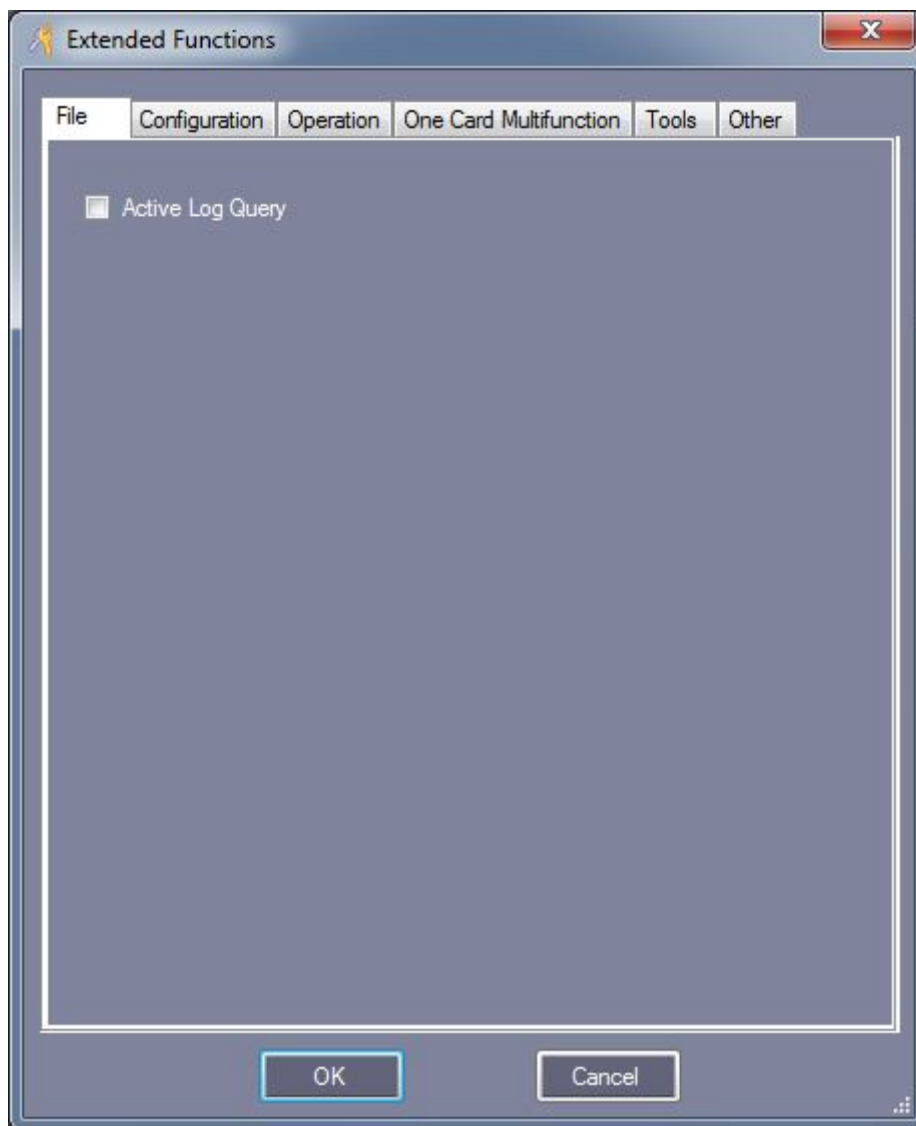 Extended Functions
File Configuration Operation One Card Multifunction Tools Other
Active Log Query
OK Cancel